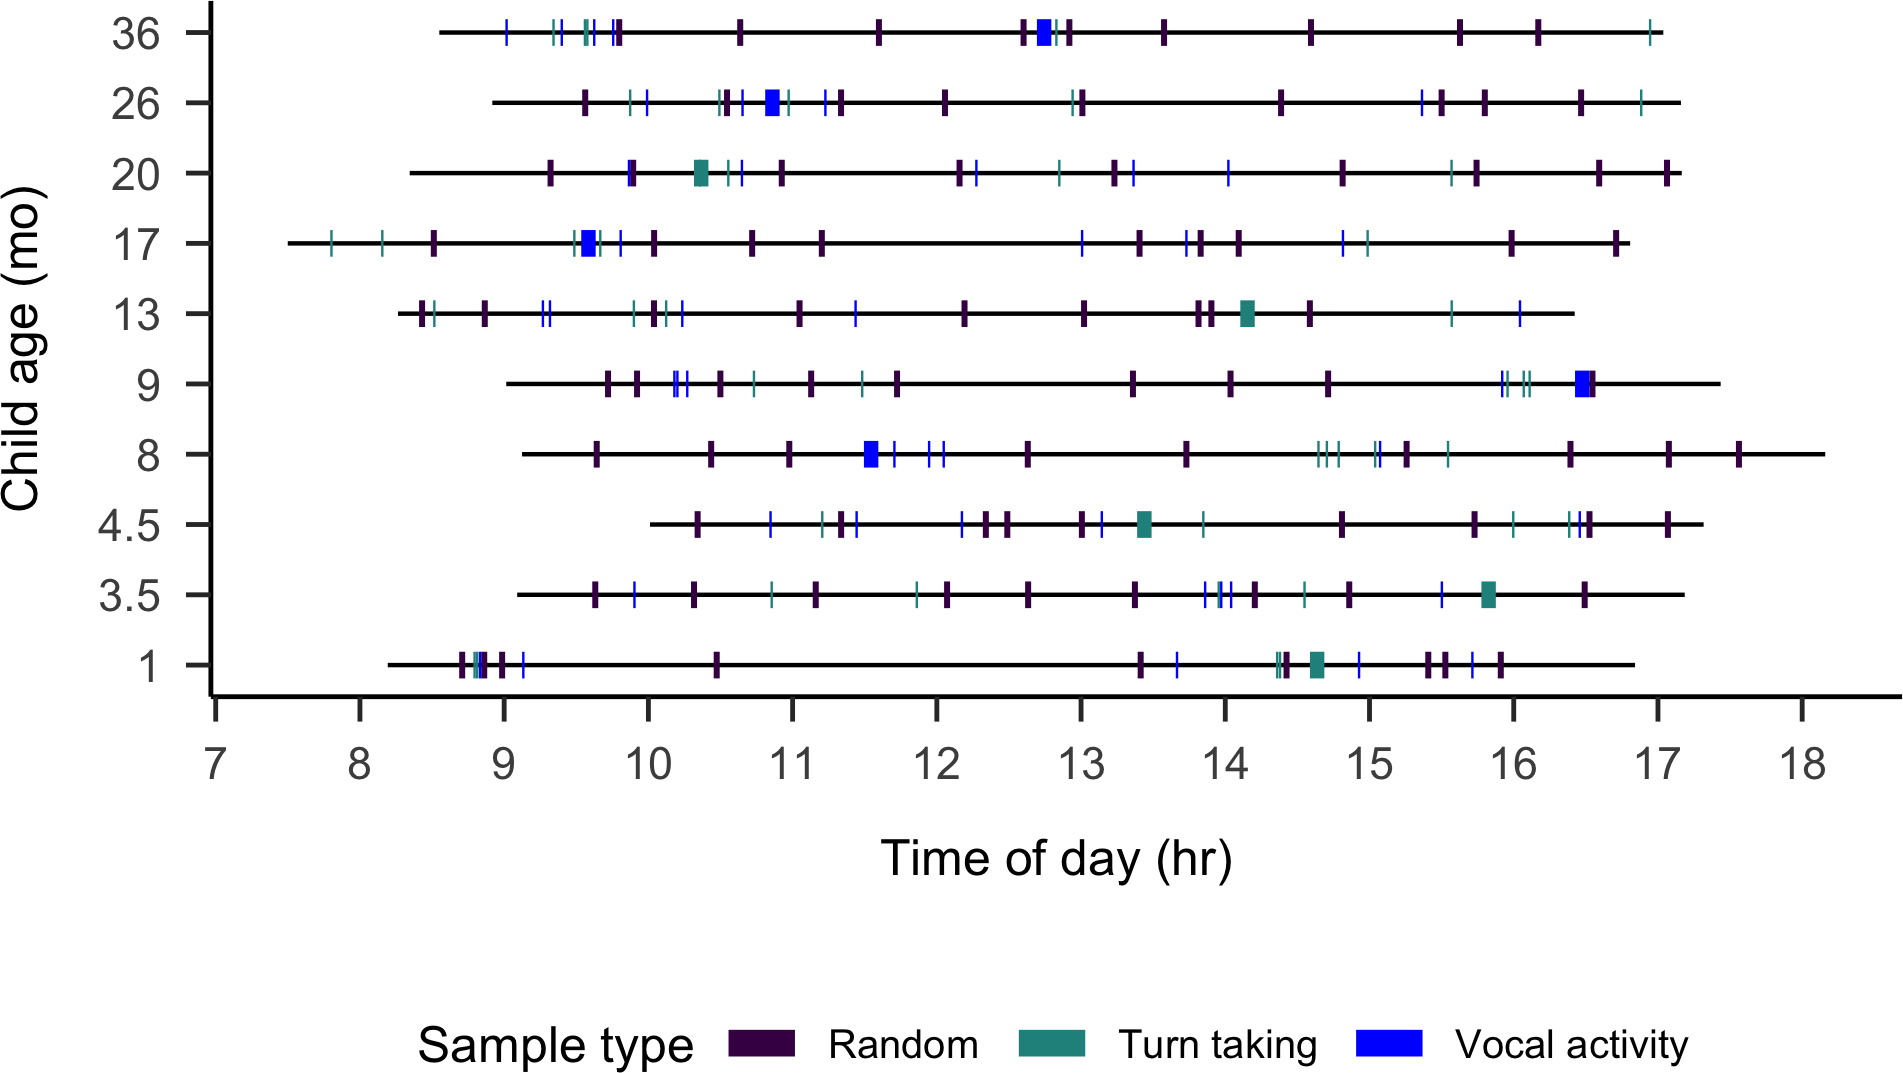 Child age (mo)
36
26
20
17
13
9
8
4.5
3.5
1
7 8 9 10 11 12 13 14 15 16 17 18
Time of day (hr)
Sample type Random Turn taking Vocal activity